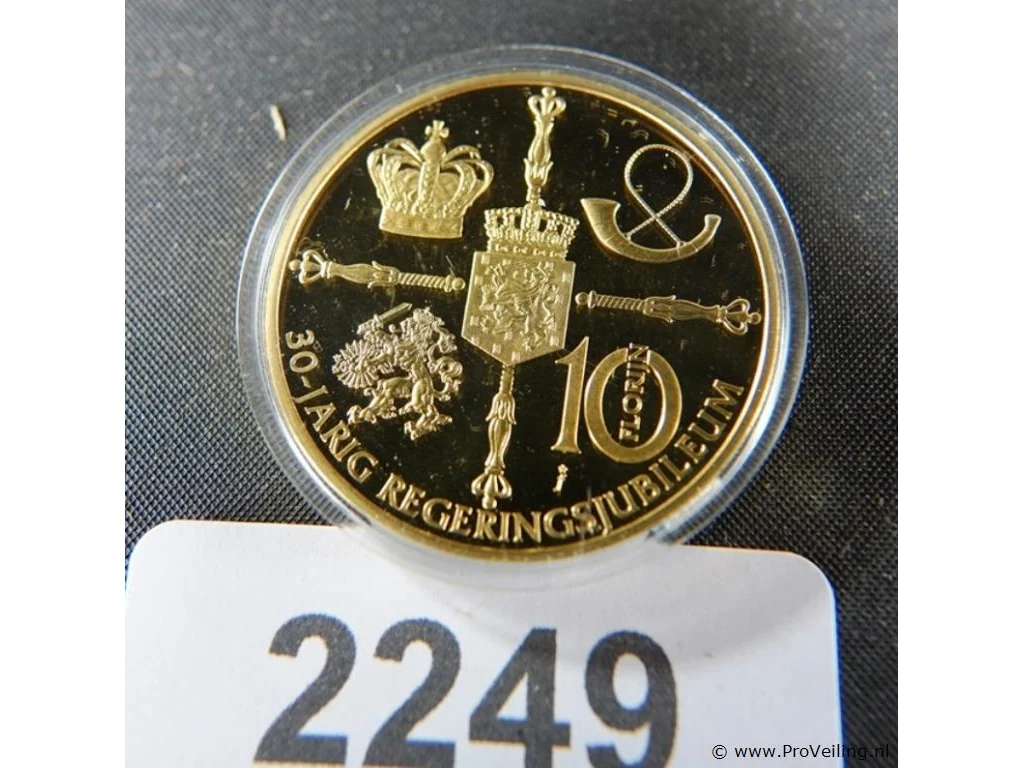 10
FLORIJN
30-JARIG REGERINGSJUBILEUM
2249
© www.ProVeiling.nl